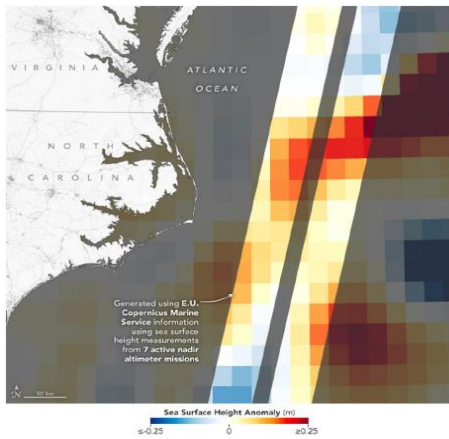 VIRGINIA
ATLANTIC
OCEAN
NORTH
CAROLINA
Generated using E.U.
Copernicus Marine
Service information
using sea surface
height measurements
from 7 active nadir
altimeter missions
N
50 km
Sea Surface Height Anomaly (m)
≤-0.25 0 ≥0.25